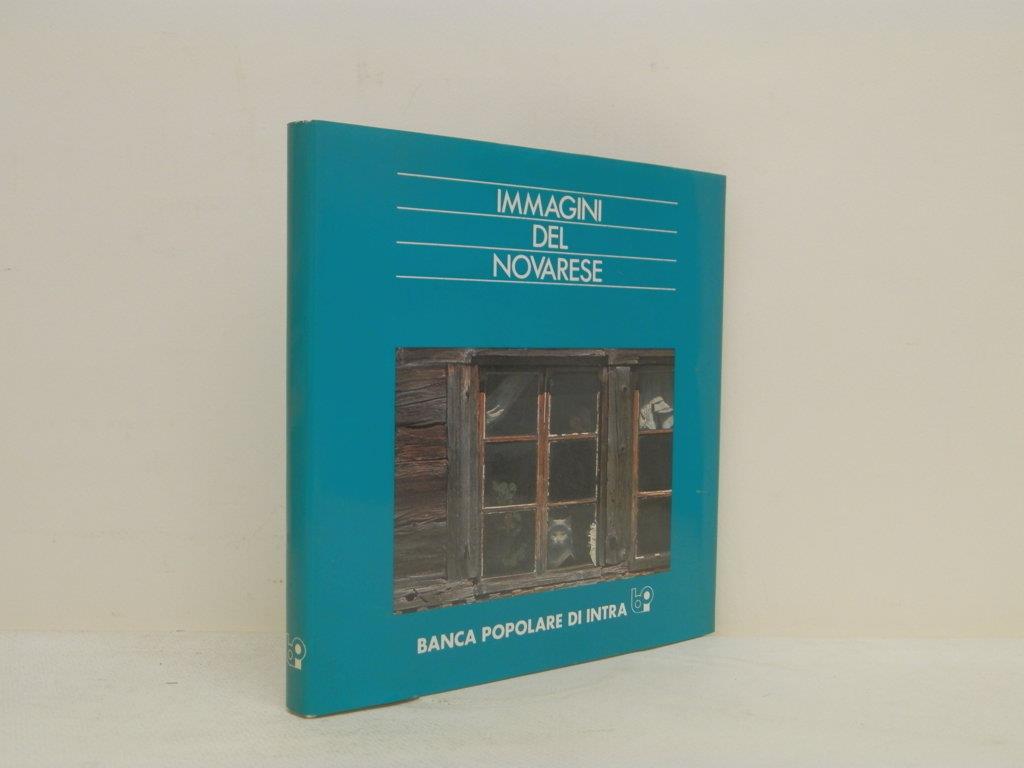 IMMAGINI
DEL
NOVARESE
BANCA POPOLARE DI INTRA